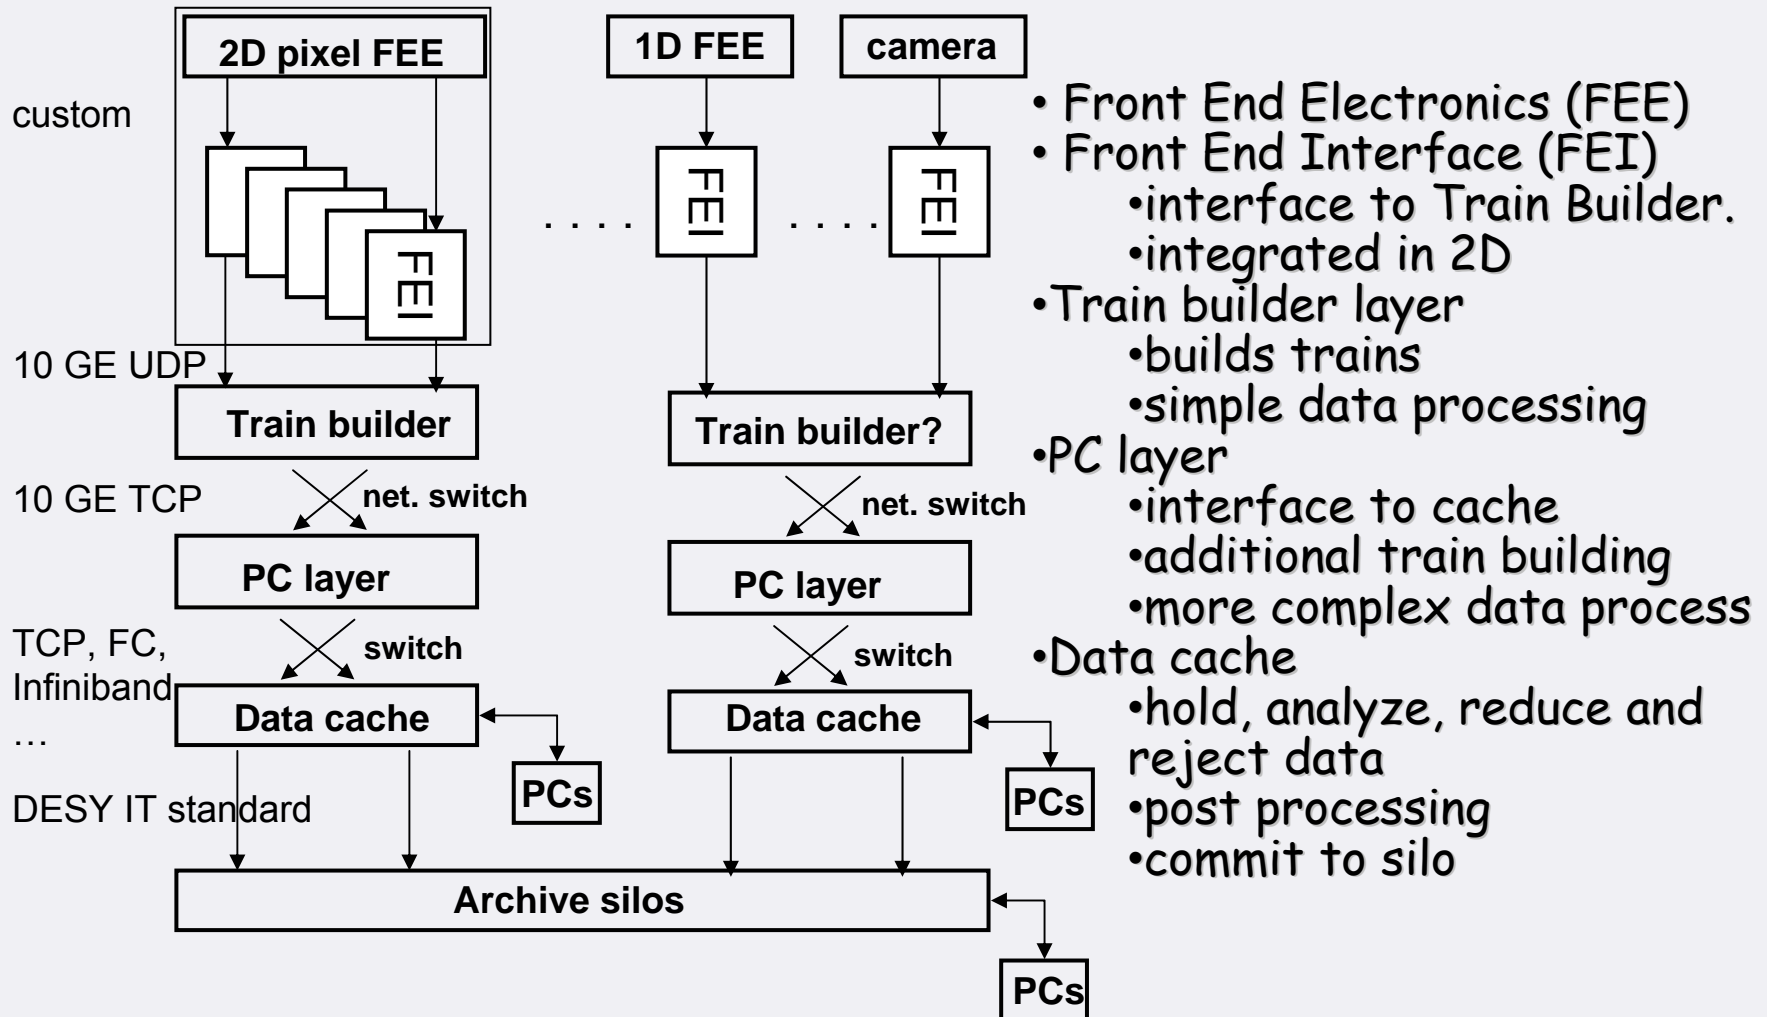 2D pixel FEE
1D FEE
camera
custom
FEI
FEI
FEI
. . . .
. . . .
10 GE UDP
Train builder
Train builder?
10 GE TCP
net. switch
net. switch
PC layer
PC layer
TCP, FC,
Infiniband
…
switch
switch
Data cache
Data cache
PCs
PCs
DESY IT standard
Archive silos
PCs
• Front End Electronics (FEE)
• Front End Interface (FEI)
•interface to Train Builder.
•integrated in 2D
•Train builder layer
•builds trains
•simple data processing
•PC layer
•interface to cache
•additional train building
•more complex data process
•Data cache
•hold, analyze, reduce and
reject data
•post processing
•commit to silo